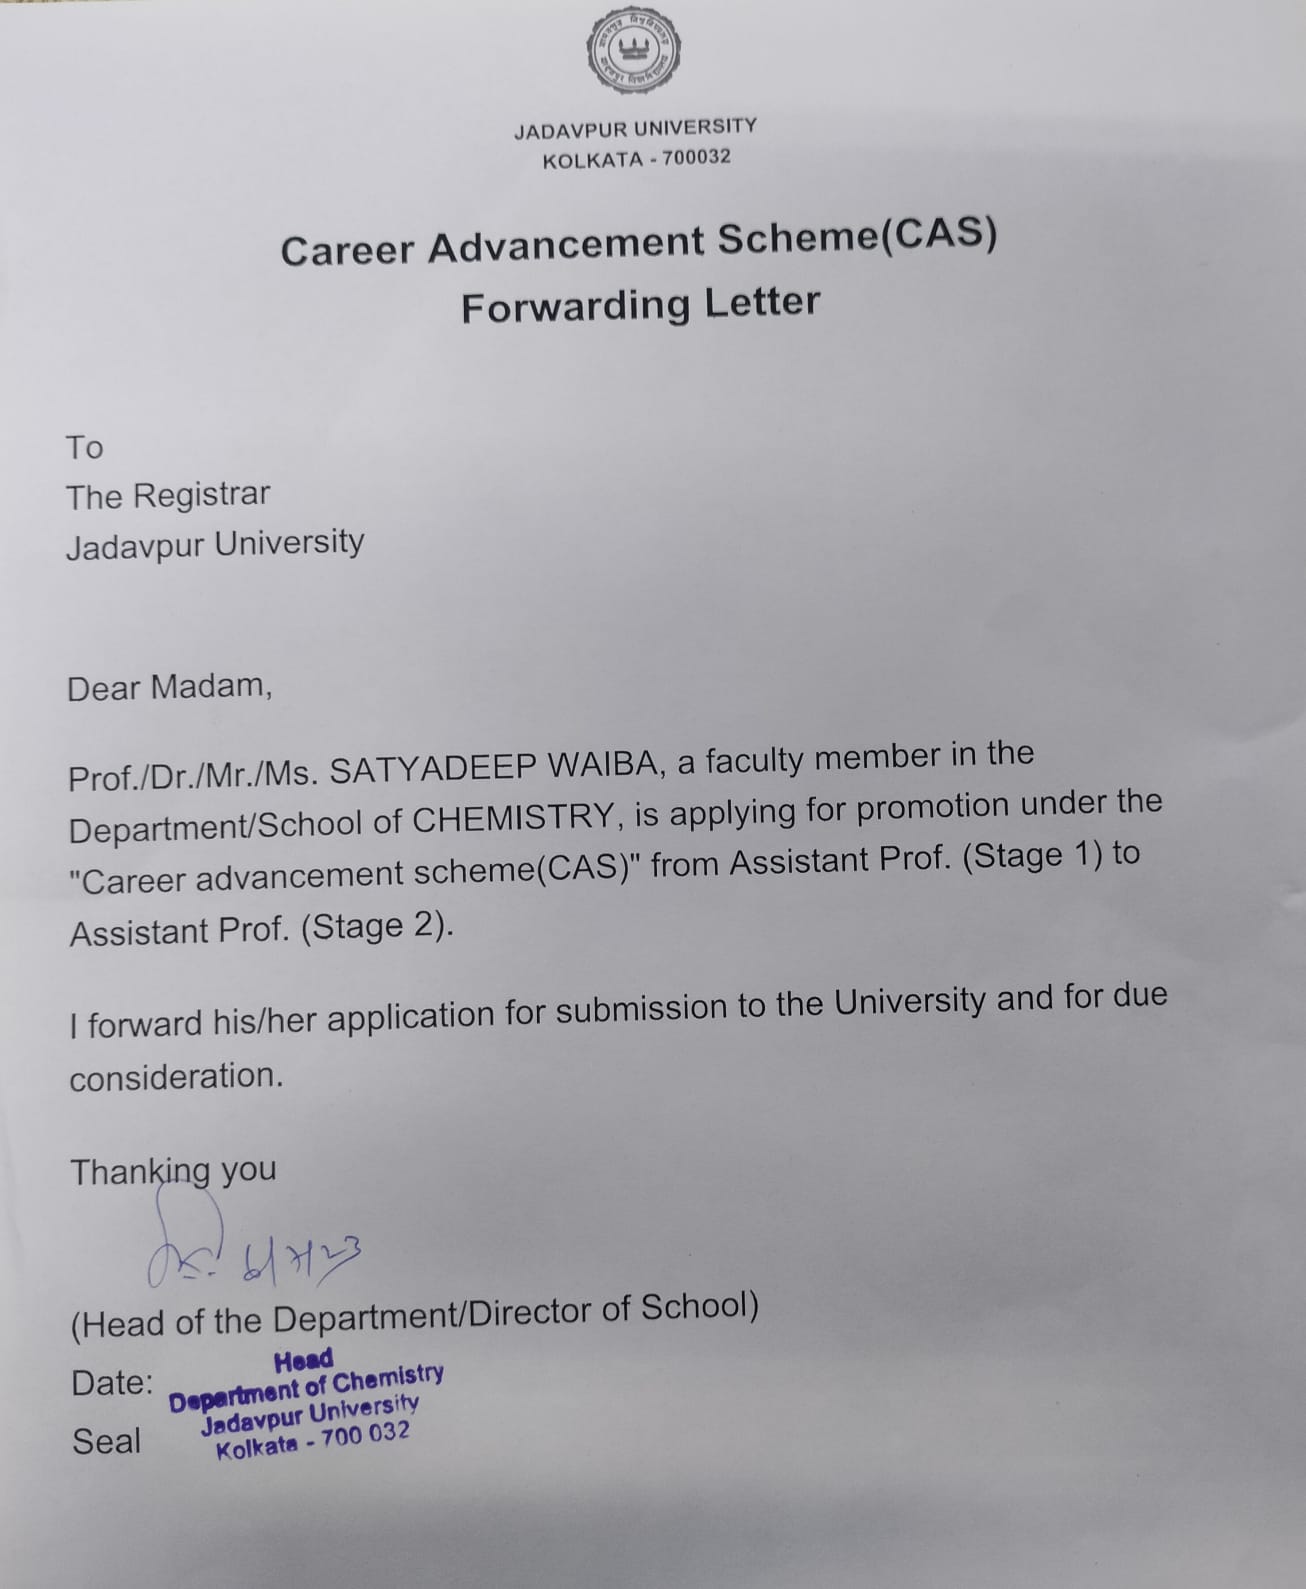 JADAVPUR UNIVERSITY
KOLKATA - 700032
Career Advancement Scheme(CAS)
Forwarding Letter
To
The Registrar
Jadavpur University
Dear Madam,
Prof./Dr./Mr./Ms. SATYADEEP WAIBA, a faculty member in the
Department/School of CHEMISTRY, is applying for promotion under the
"Career advancement scheme(CAS)" from Assistant Prof. (Stage 1) to
Assistant Prof. (Stage 2).
I forward his/her application for submission to the University and for due
consideration.
Thanking you
(Head of the Department/Director of School)
Date:
Seal
Head
Department of Chemistry
Jadavpur University
Kolkata - 700 032